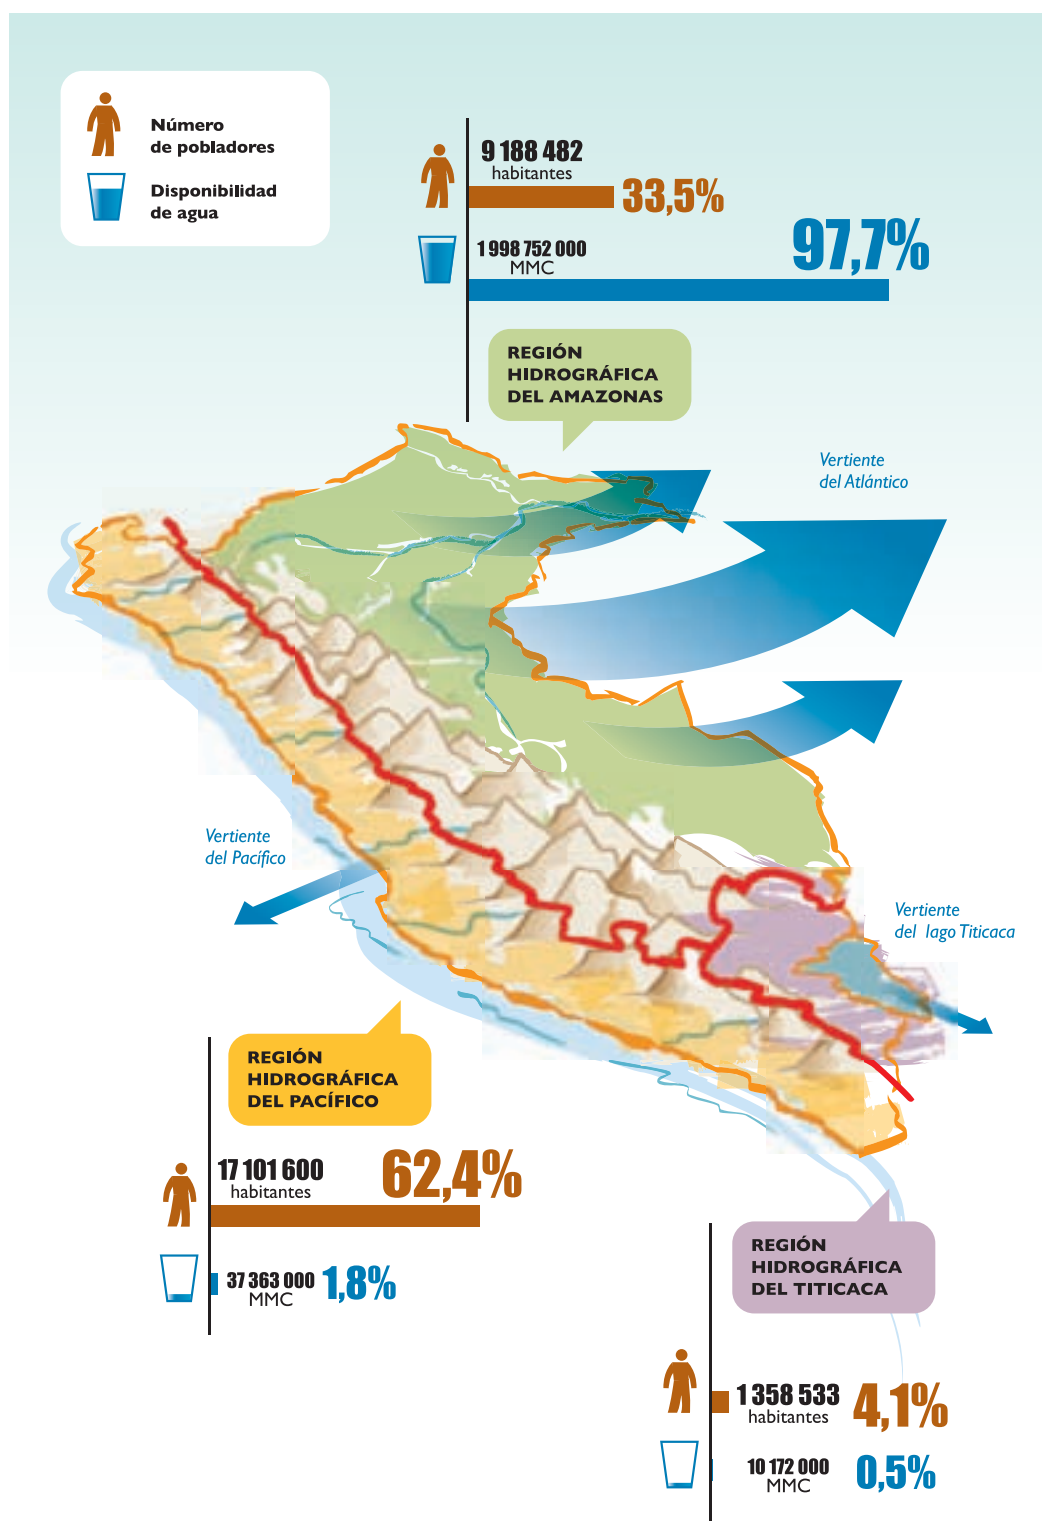 Número
de pobladores
Disponibilidad
de agua
9 188 482
habitantes
33,5%
1 998 752 000
MMC
97,7%
REGIÓN
HIDROGRÁFICA
DEL AMAZONAS
Vertiente
del Atlántico
Vertiente
del Pacífico
Vertiente
del lago Titicaca
REGIÓN
HIDROGRÁFICA
DEL PACÍFICO
17 101 600
habitantes
62,4%
37 363 000
MMC
1,8%
REGIÓN
HIDROGRÁFICA
DEL TITICACA
1 358 533
habitantes
4,1%
10 172 000
MMC
0,5%